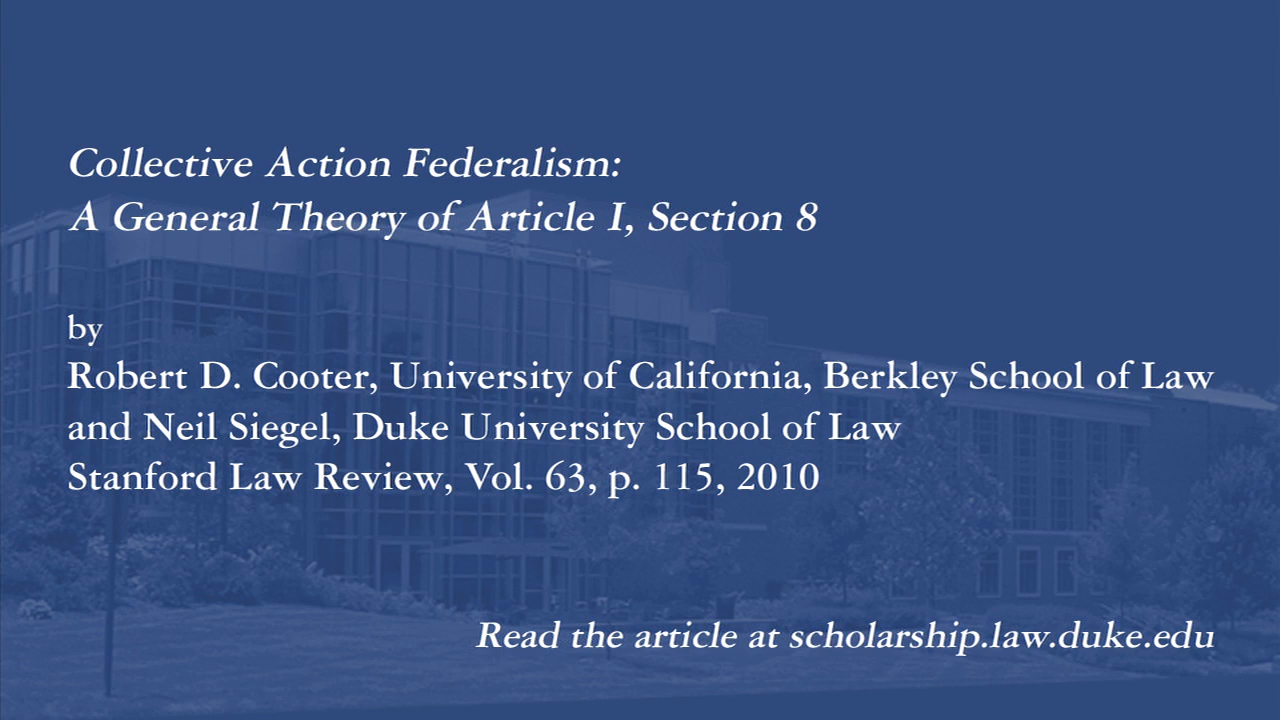 Collective Action Federalism:
A General Theory of Article I, Section 8
by
Robert D. Cooter, University of California, Berkley School of Law
and Neil Siegel, Duke University School of Law
Stanford Law Review, Vol. 63, p. 115, 2010
Read the article at scholarship.law.duke.edu